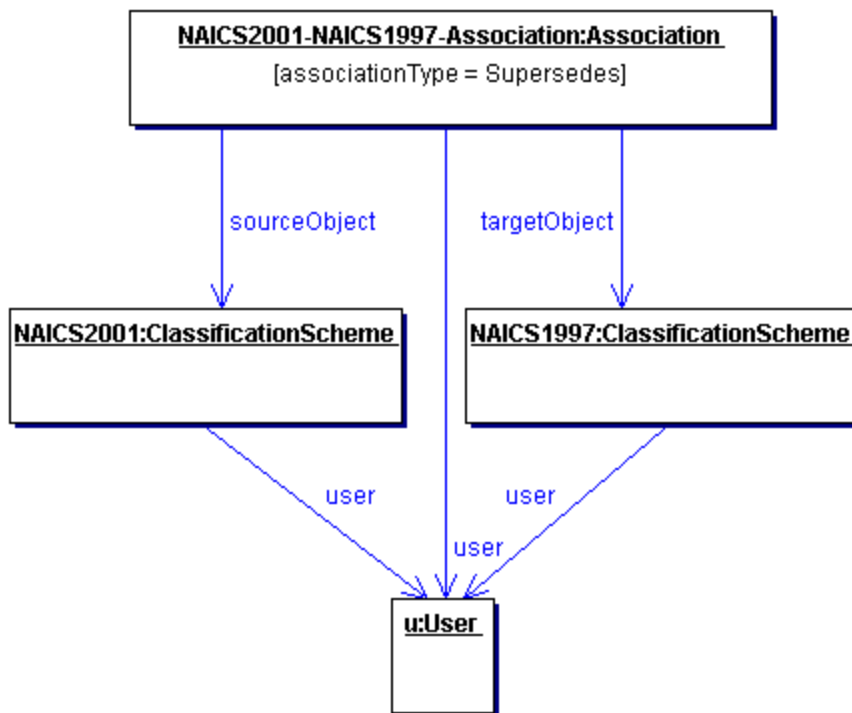 NAICS2001-NAICS1997-Association:Association
[associationType = Supersedes]
sourceObject
targetObject
NAICS2001:ClassificationScheme
NAICS1997:ClassificationScheme
user
user
user
u:User